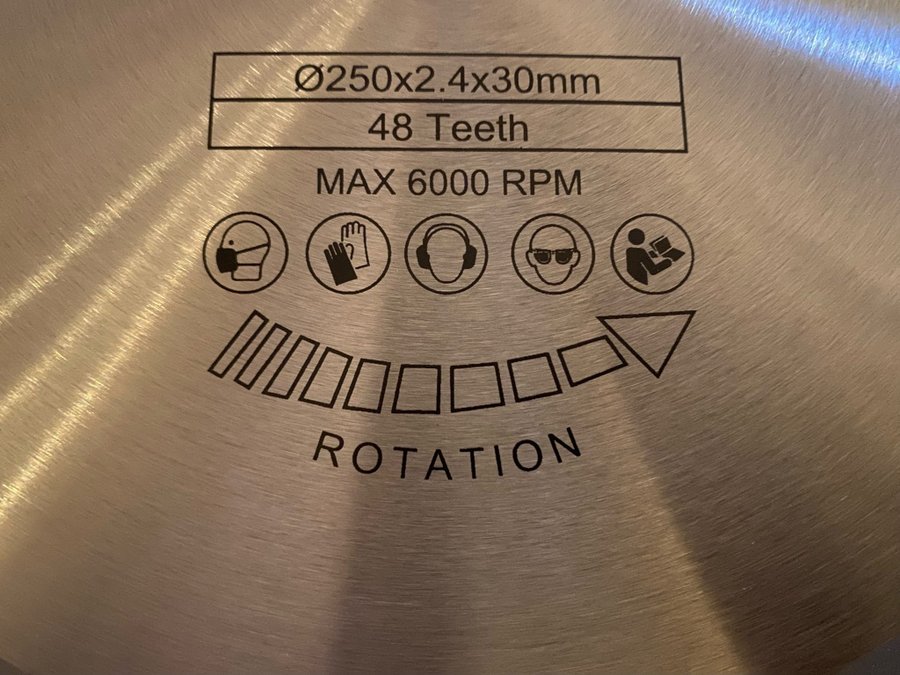 Ø250x2.4x30mm
48 Teeth
MAX 6000 RPM
ROTATION